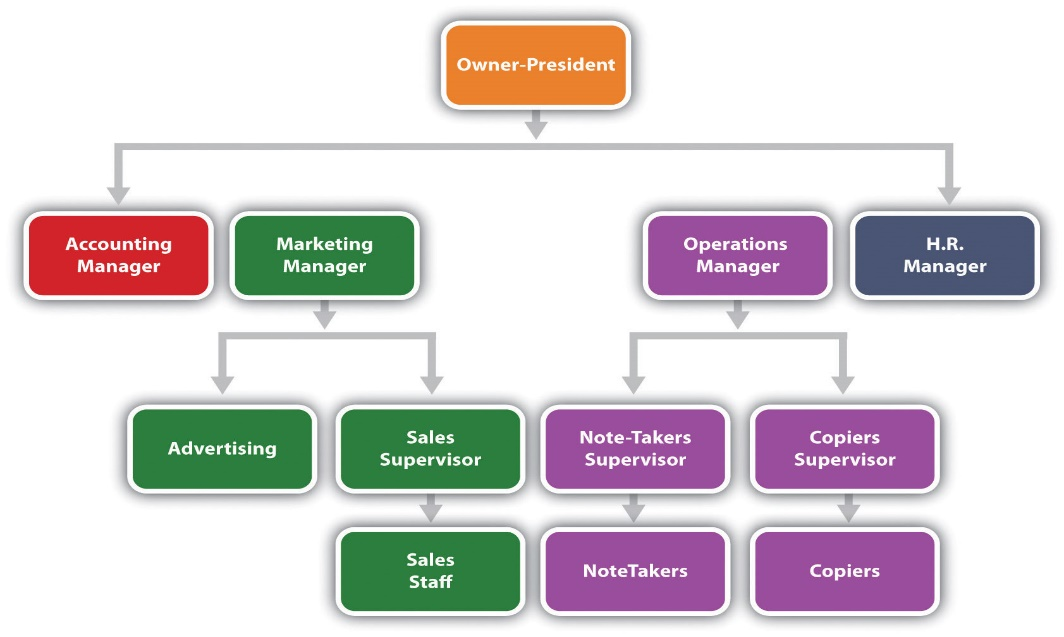 Owner-President
Accounting
Manager
Marketing
Manager
Operations
Manager
H.R.
Manager
Advertising
Sales
Supervisor
Note-Takers
Supervisor
Copiers
Supervisor
Sales
Staff
NoteTakers
Copiers